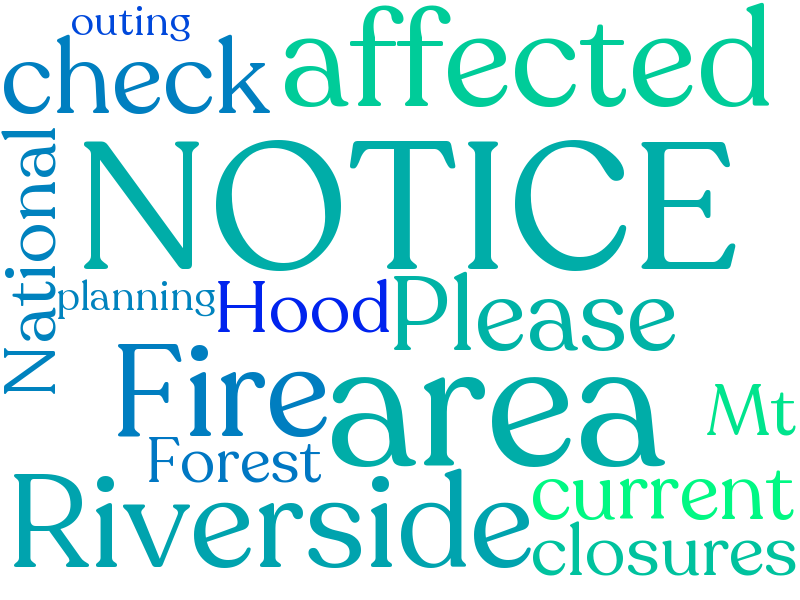 outing
check
affected
National
NOTICE
planning
Hood
Please
Fire
area
Mt
Forest
Riverside
current
closures